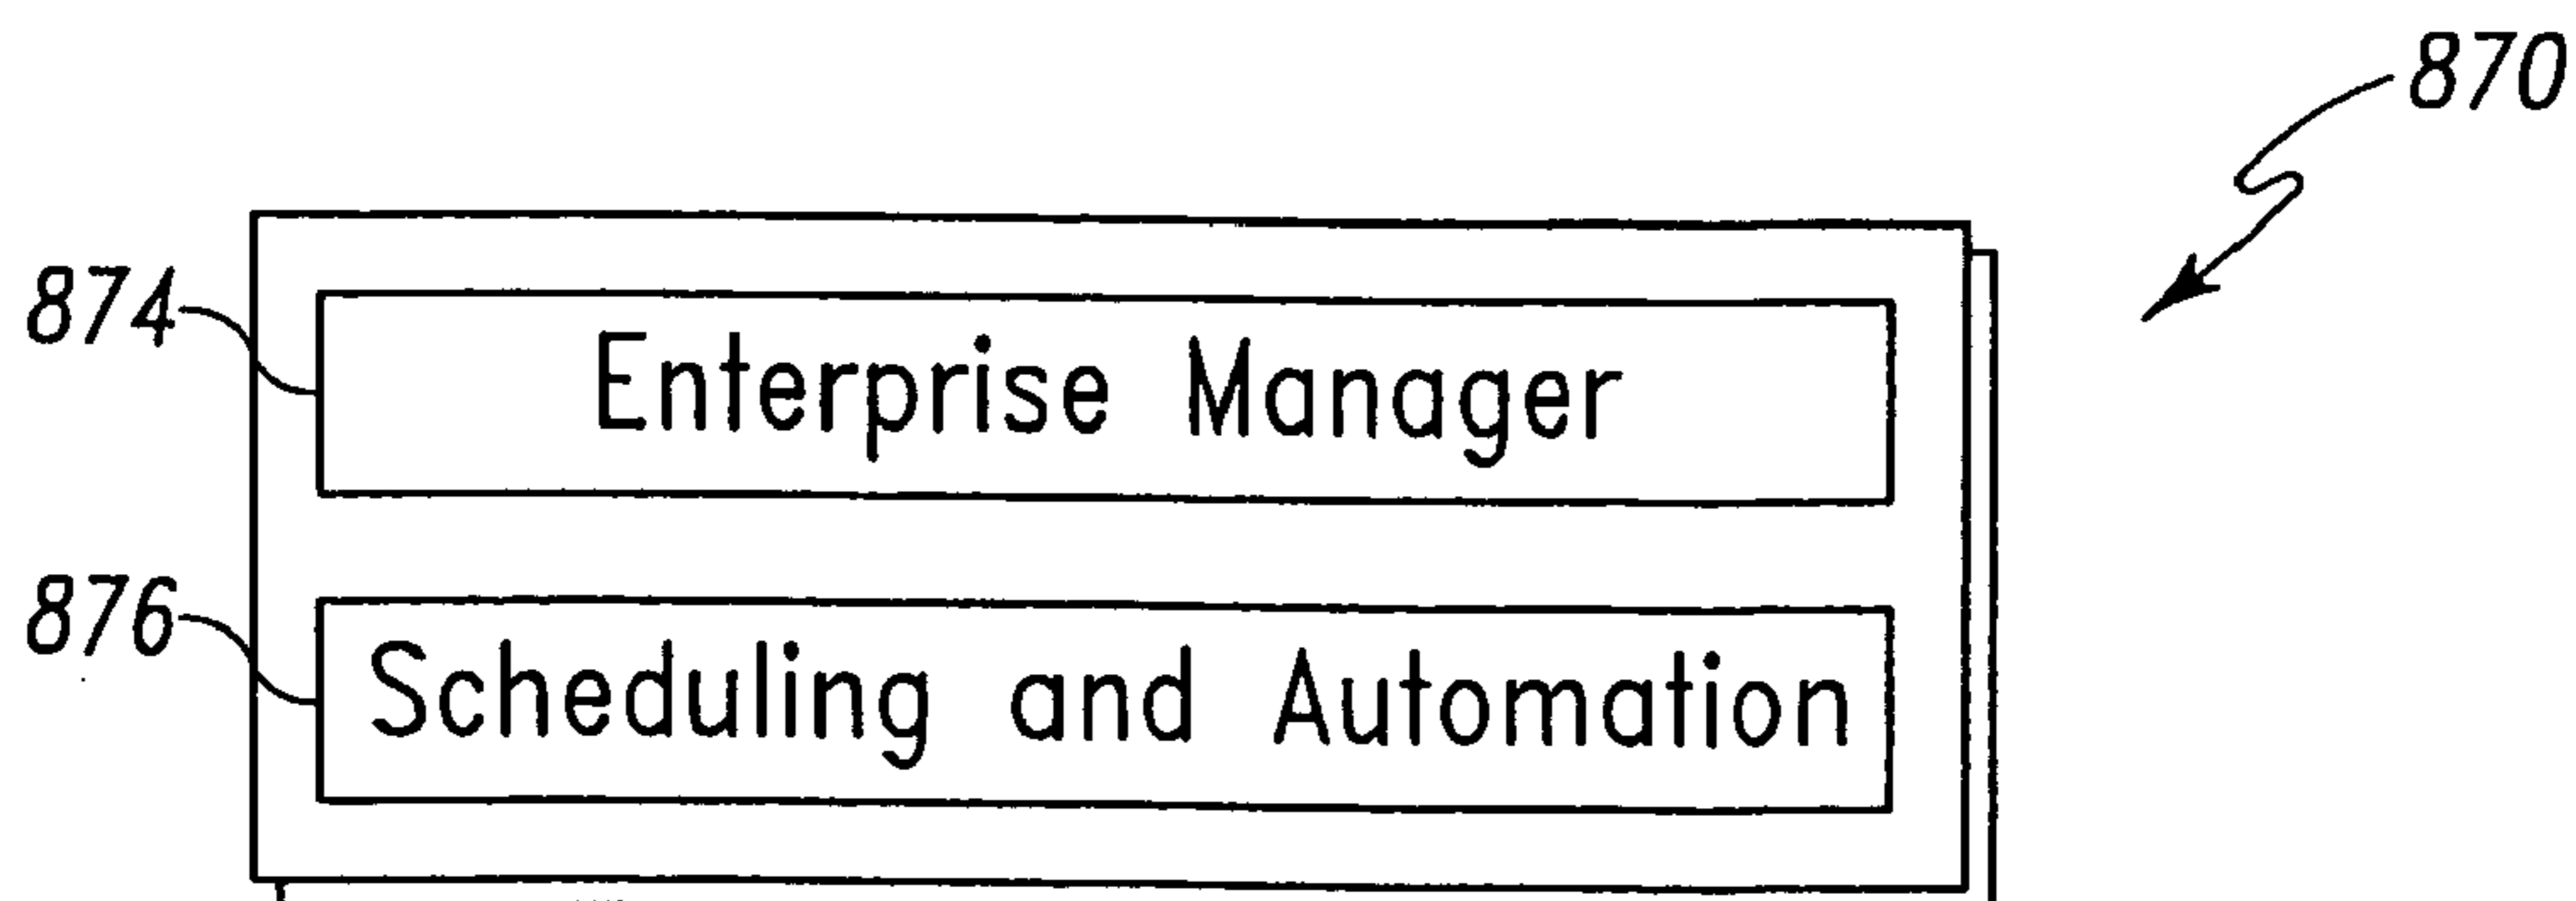 870
874
Enterprise Manager
876
Scheduling and Automation